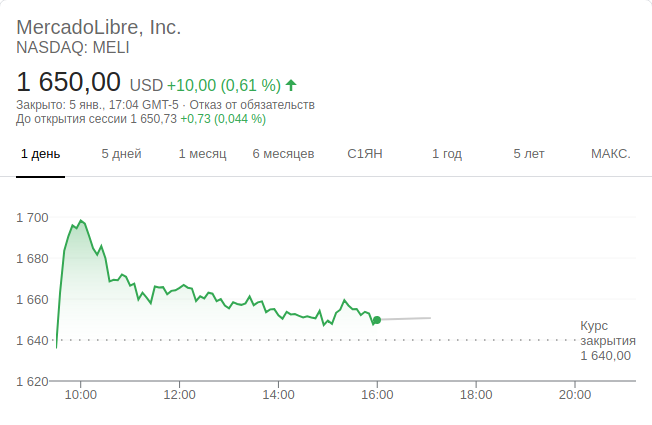 MercadoLibre, Inc.
NASDAQ: MELI
1 650,00 USD +10,00 (0,61 %)
Закрыто: 5 янв., 17:04 GMT-5 · Отказ от обязательств
До открытия сессии 1 650,73 +0,73 (0,044 %)
1 день 5 дней 1 месяц 6 месяцев С1ЯН 1 год 5 лет МАКС.
1 700
1 680
1 660
1 640
1 620
Курс
закрытия
1 640,00
10:00 12:00 14:00 16:00 18:00 20:00